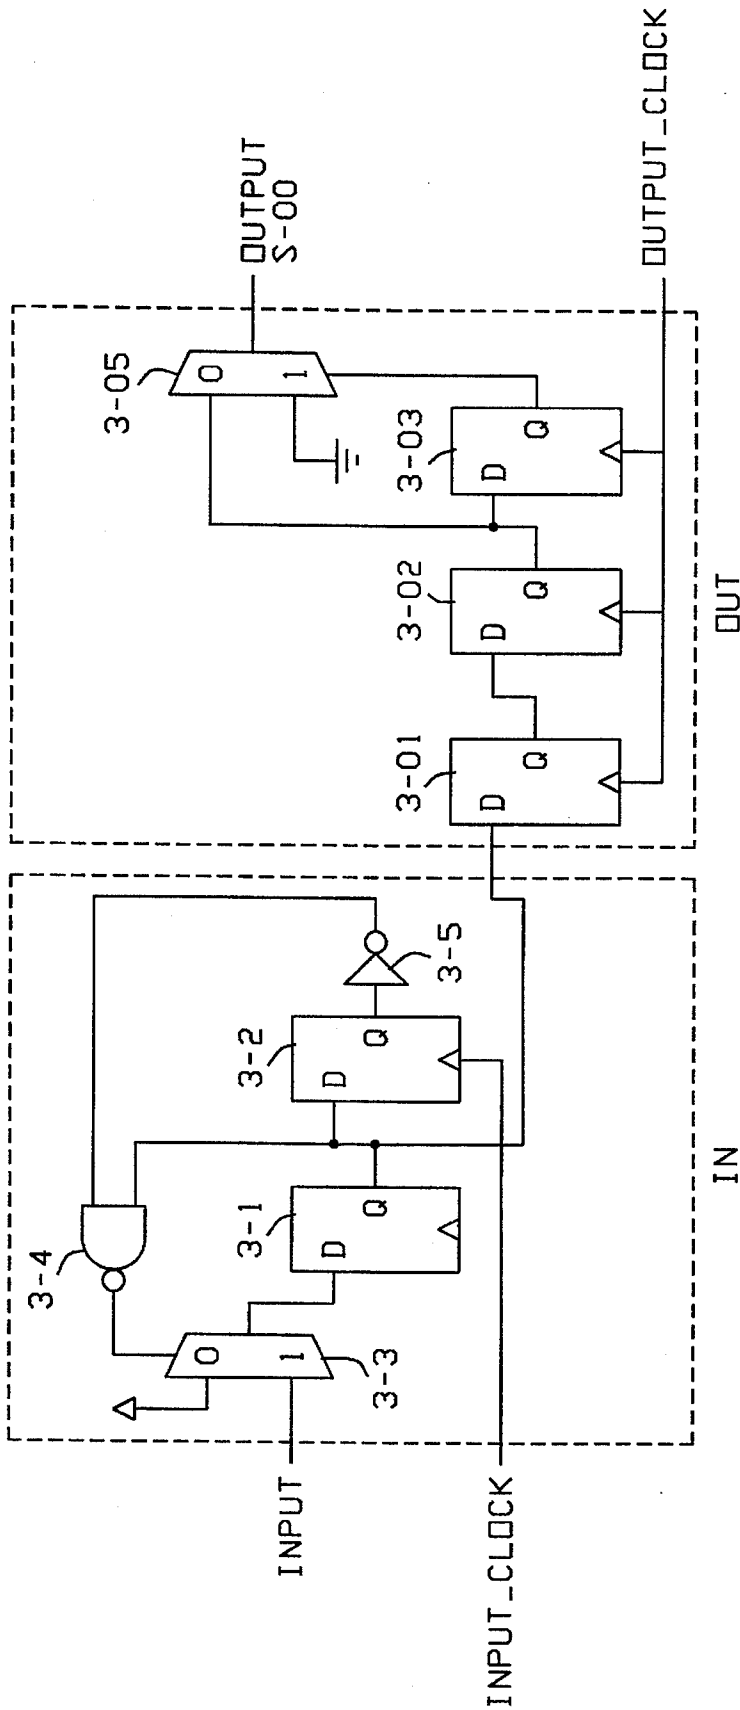 OUTPUT
S-00
OUTPUT_CLOCK
3-05
0
1
3-03
D
Q
3-02
D
Q
3-01
D
Q
OUT
3-5
3-2
D
Q
3-1
D
Q
3-4
0
1
3-3
IN
INPUT
INPUT_CLOCK